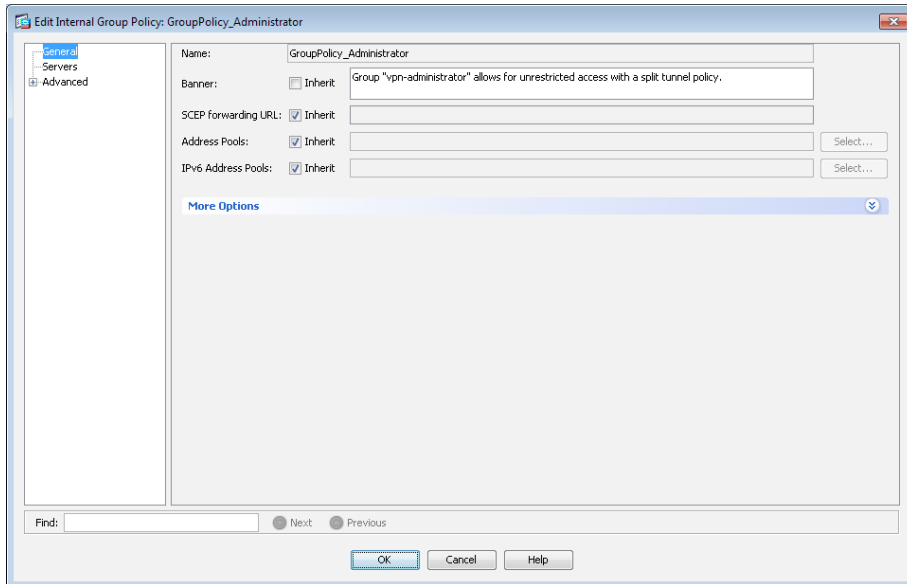 Edit Internal Group Policy: GroupPolicy_Administrator
General
Servers
Advanced
Name: GroupPolicy_Administrator
Banner: Inherit Group "vpn-administrator" allows for unrestricted access with a split tunnel policy.
SCEP forwarding URL: Inherit
Address Pools: Inherit Select...
IPv6 Address Pools: Inherit Select...
More Options
Find: Next Previous
OK Cancel Help